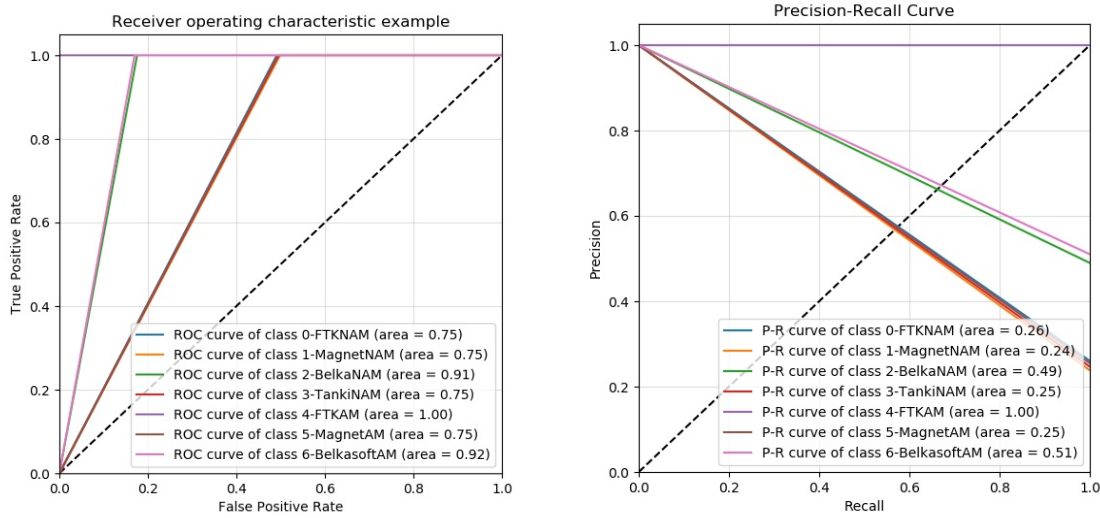 Receiver operating characteristic example
1.0
0.8
0.6
0.4
0.2
0.0
True Positive Rate
ROC curve of class 0-FTKNAM (area = 0.75)
ROC curve of class 1-MagnetNAM (area = 0.75)
ROC curve of class 2-BelkaNAM (area = 0.91)
ROC curve of class 3-TankiNAM (area = 0.75)
ROC curve of class 4-FTKAM (area = 1.00)
ROC curve of class 5-MagnetAM (area = 0.75)
ROC curve of class 6-BelkasoftAM (area = 0.92)
0.0 0.2 0.4 0.6 0.8 1.0
False Positive Rate
Precision-Recall Curve
1.0
0.8
0.6
0.4
0.2
0.0
Precision
P-R curve of class 0-FTKNAM (area = 0.26)
P-R curve of class 1-MagnetNAM (area = 0.24)
P-R curve of class 2-BelkaNAM (area = 0.49)
P-R curve of class 3-TankiNAM (area = 0.25)
P-R curve of class 4-FTKAM (area = 1.00)
P-R curve of class 5-MagnetAM (area = 0.25)
P-R curve of class 6-BelkasoftAM (area = 0.51)
0.0 0.2 0.4 0.6 0.8 1.0
Recall